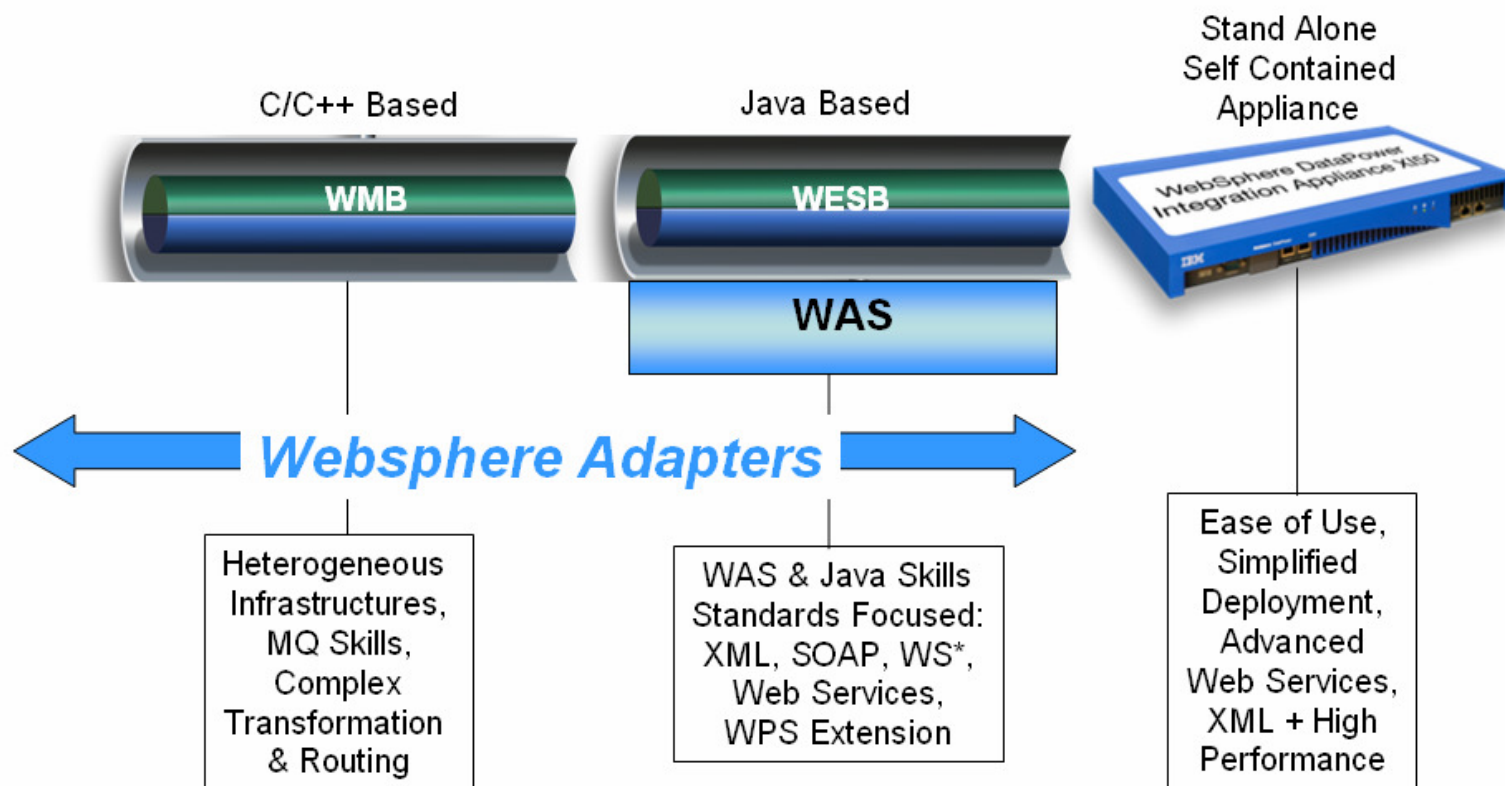 C/C++ Based
WMB
Java Based
WESB
WAS
Stand Alone
Self Contained
Appliance
WebSphere DataPower
Integration Appliance XI50
IBM
Websphere Adapters
Heterogeneous
Infrastructures,
MQ Skills,
Complex
Transformation
& Routing
WAS & Java Skills
Standards Focused:
XML, SOAP, WS*,
Web Services,
WPS Extension
Ease of Use,
Simplified
Deployment,
Advanced
Web Services,
XML + High
Performance